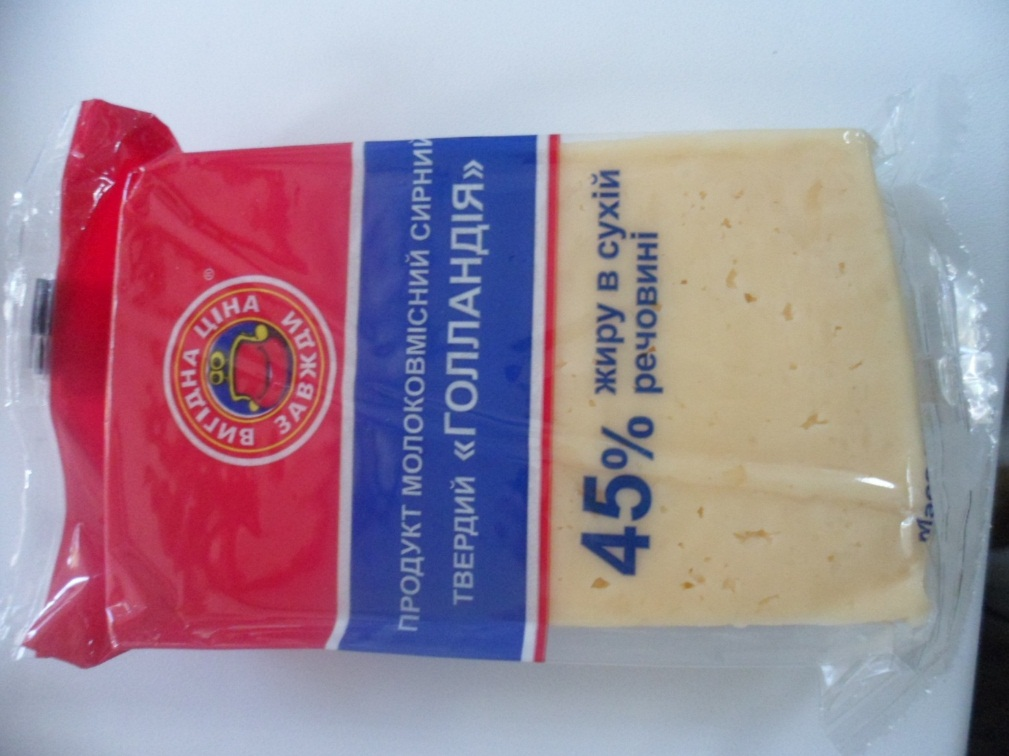 ВИГІДНА ЦІНА
ЗАВЖДИ
®
ПРОДУКТ МОЛОКОВМІСНИЙ СИРНИЙ
ТВЕРДИЙ «ГОЛЛАНДІЯ»
45% жиру в сухій
речовині